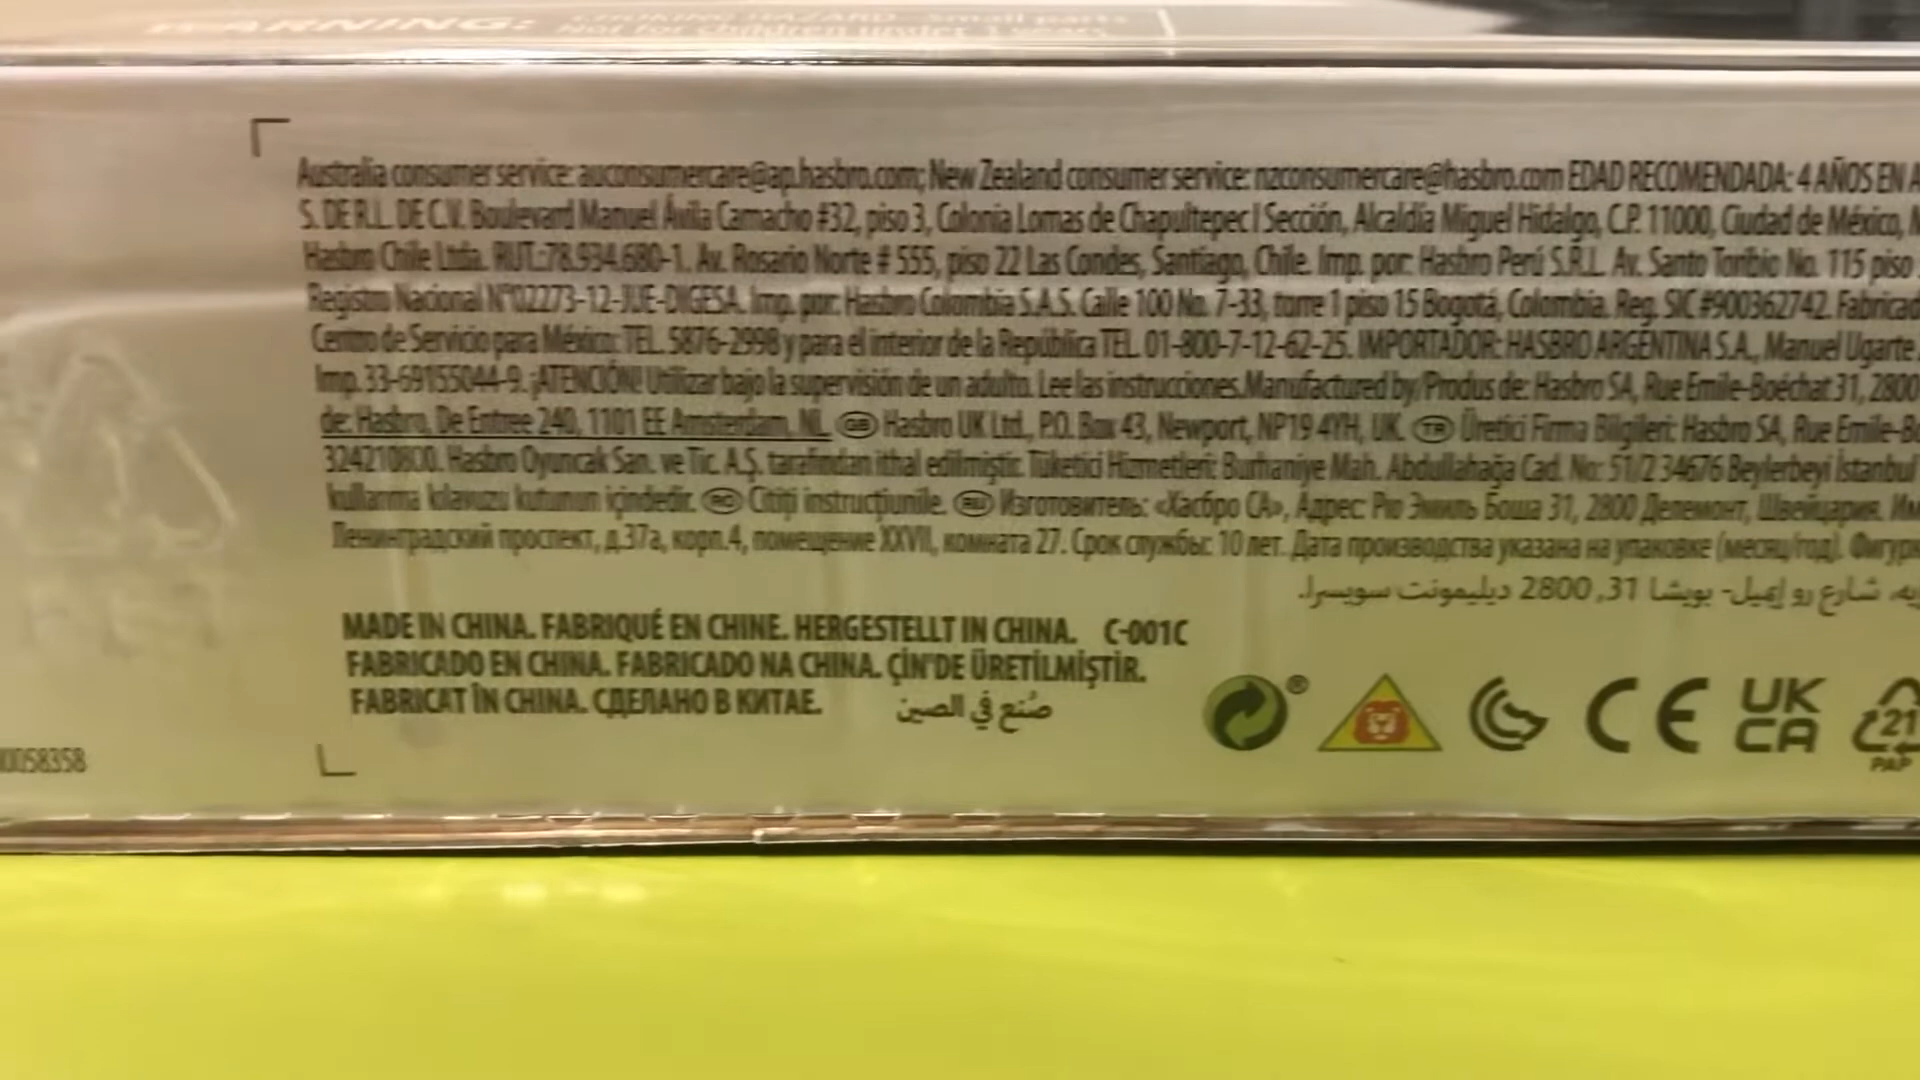 WARNING: CHOKING HAZARD - Small parts
Not for children under 3 years.
Australia consumer service: auconsumercare@ap.hasbro.com; New Zealand consumer service: nzconsumercare@hasbro.com EDAD RECOMENDADA: 4 AÑOS EN A
S. DE R.L. DE C.V. Boulevard Manuel Ávila Camacho #32, piso 3, Colonia Lomas de Chapultepec I Sección, Alcaldía Miguel Hidalgo, C.P. 11000, Ciudad de México,
Hasbro Chile Ltda. RUT.:78.934.680-1. Av. Rosario Norte # 555, piso 22 Las Condes, Santiago, Chile. Imp. por: Hasbro Perú S.R.L. Av. Santo Toribio No. 115 piso
Registro Nacional N°02273-12-JUE-DIGESA. Imp. por: Hasbro Colombia S.A.S. Calle 100 No. 7-33, torre 1 piso 15 Bogotá, Colombia. Reg. SIC #900362742. Fabricad
Centro de Servicio para México: TEL. 5876-2998 y para el interior de la República TEL. 01-800-7-12-62-25. IMPORTADOR: HASBRO ARGENTINA S.A., Manuel Ugarte
Imp. 33-69155044-9. ¡ATENCIÓN! Utilizar bajo la supervisión de un adulto. Lee las instrucciones.Manufactured by/Produs de: Hasbro SA, Rue Emile-Boéchat 31, 2800
de: Hasbro, De Entree 240, 1101 EE Amsterdam, NL. GB Hasbro UK Ltd., P.O. Box 43, Newport, NP19 4YH, UK. TR Üretici Firma Bilgileri: Hasbro SA, Rue Emile-B
324210800. Hasbro Oyuncak San. ve Tic. A.Ş. tarafından ithal edilmiştir. Tüketici Hizmetleri: Burhaniye Mah. Abdullahağa Cad. No: 51/2 34676 Beylerbeyi İstanbul
kullanma kılavuzu kutunun içindedir. RO Citiți instrucțiunile. RU Изготовитель: «Хасбро СА», Адрес: Рю Эмиль Боша 31, 2800 Делемонт, Швейцария.
Ленинградский проспект, д.37а, корп.4, помещение XXVII, комната 27. Срок службы: 10 лет. Дата производства указана на упаковке (месяц/год). Фигурк
شارع رو إميل- بويشا 31, 2800 ديليمونت سويسرا.
MADE IN CHINA. FABRIQUÉ EN CHINE. HERGESTELLT IN CHINA. C-001C
FABRICADO EN CHINA. FABRICADO NA CHINA. ÇİN'DE ÜRETİLMİŞTİR.
FABRICAT ÎN CHINA. СДЕЛАНО В КИТАЕ. صُنع في الصين
® CE UK CA 21 PAP
0058358